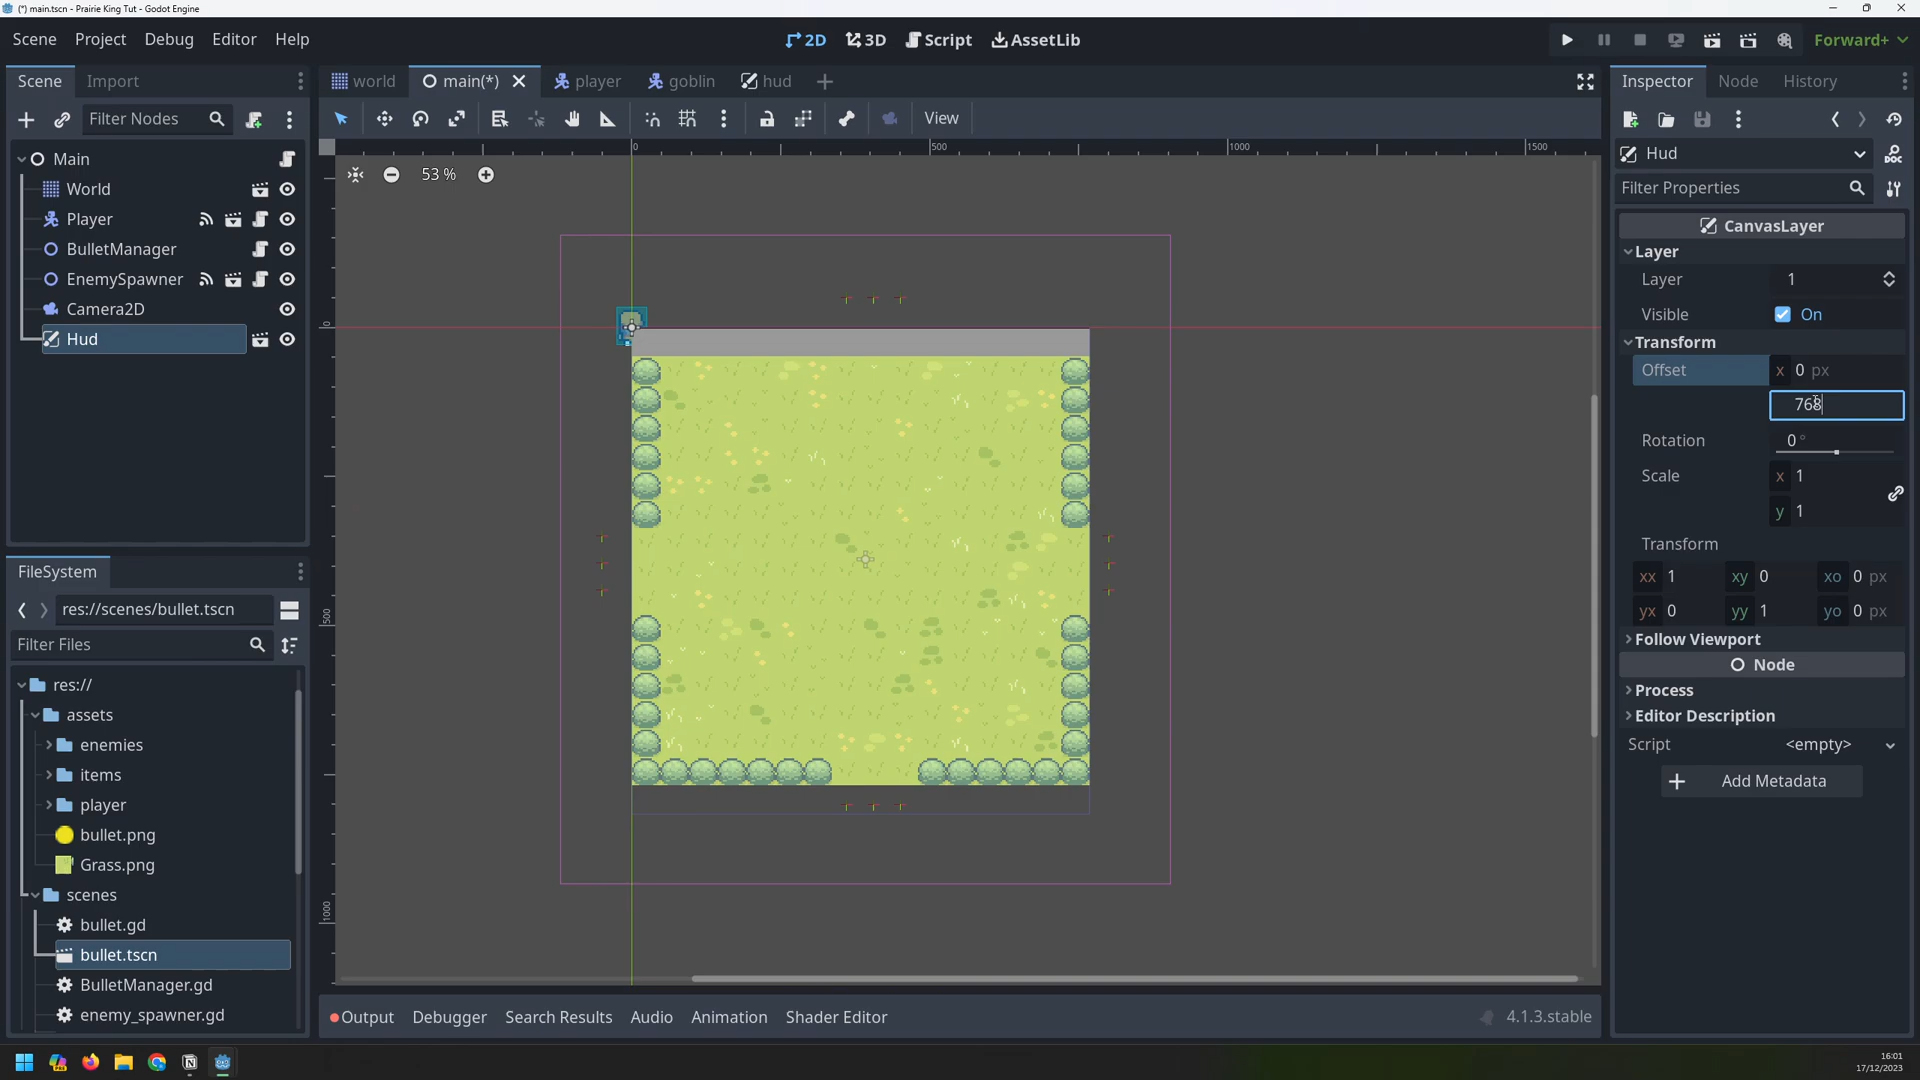 (*) main.tscn - Prairie King Tut - Godot Engine
Scene Project Debug Editor Help
2D 3D Script AssetLib
Forward+
Scene Import
world main(*) player goblin hud
Inspector Node History
Filter Nodes
View
Main
World
Player
BulletManager
EnemySpawner
Camera2D
Hud
0 500 1000 1500
53 %
0
500
1000
Hud
Filter Properties
CanvasLayer
Layer
Layer 1
Visible On
Transform
Offset x 0 px
768
Rotation 0 °
Scale x 1
y 1
Transform
xx 1 xy 0 xo 0 px
yx 0 yy 1 yo 0 px
Follow Viewport
Node
Process
Editor Description
Script <empty>
Add Metadata
FileSystem
res://scenes/bullet.tscn
Filter Files
res://
assets
enemies
items
player
bullet.png
Grass.png
scenes
bullet.gd
bullet.tscn
BulletManager.gd
enemy_spawner.gd
Output Debugger Search Results Audio Animation Shader Editor
4.1.3.stable
16:01
17/12/2023